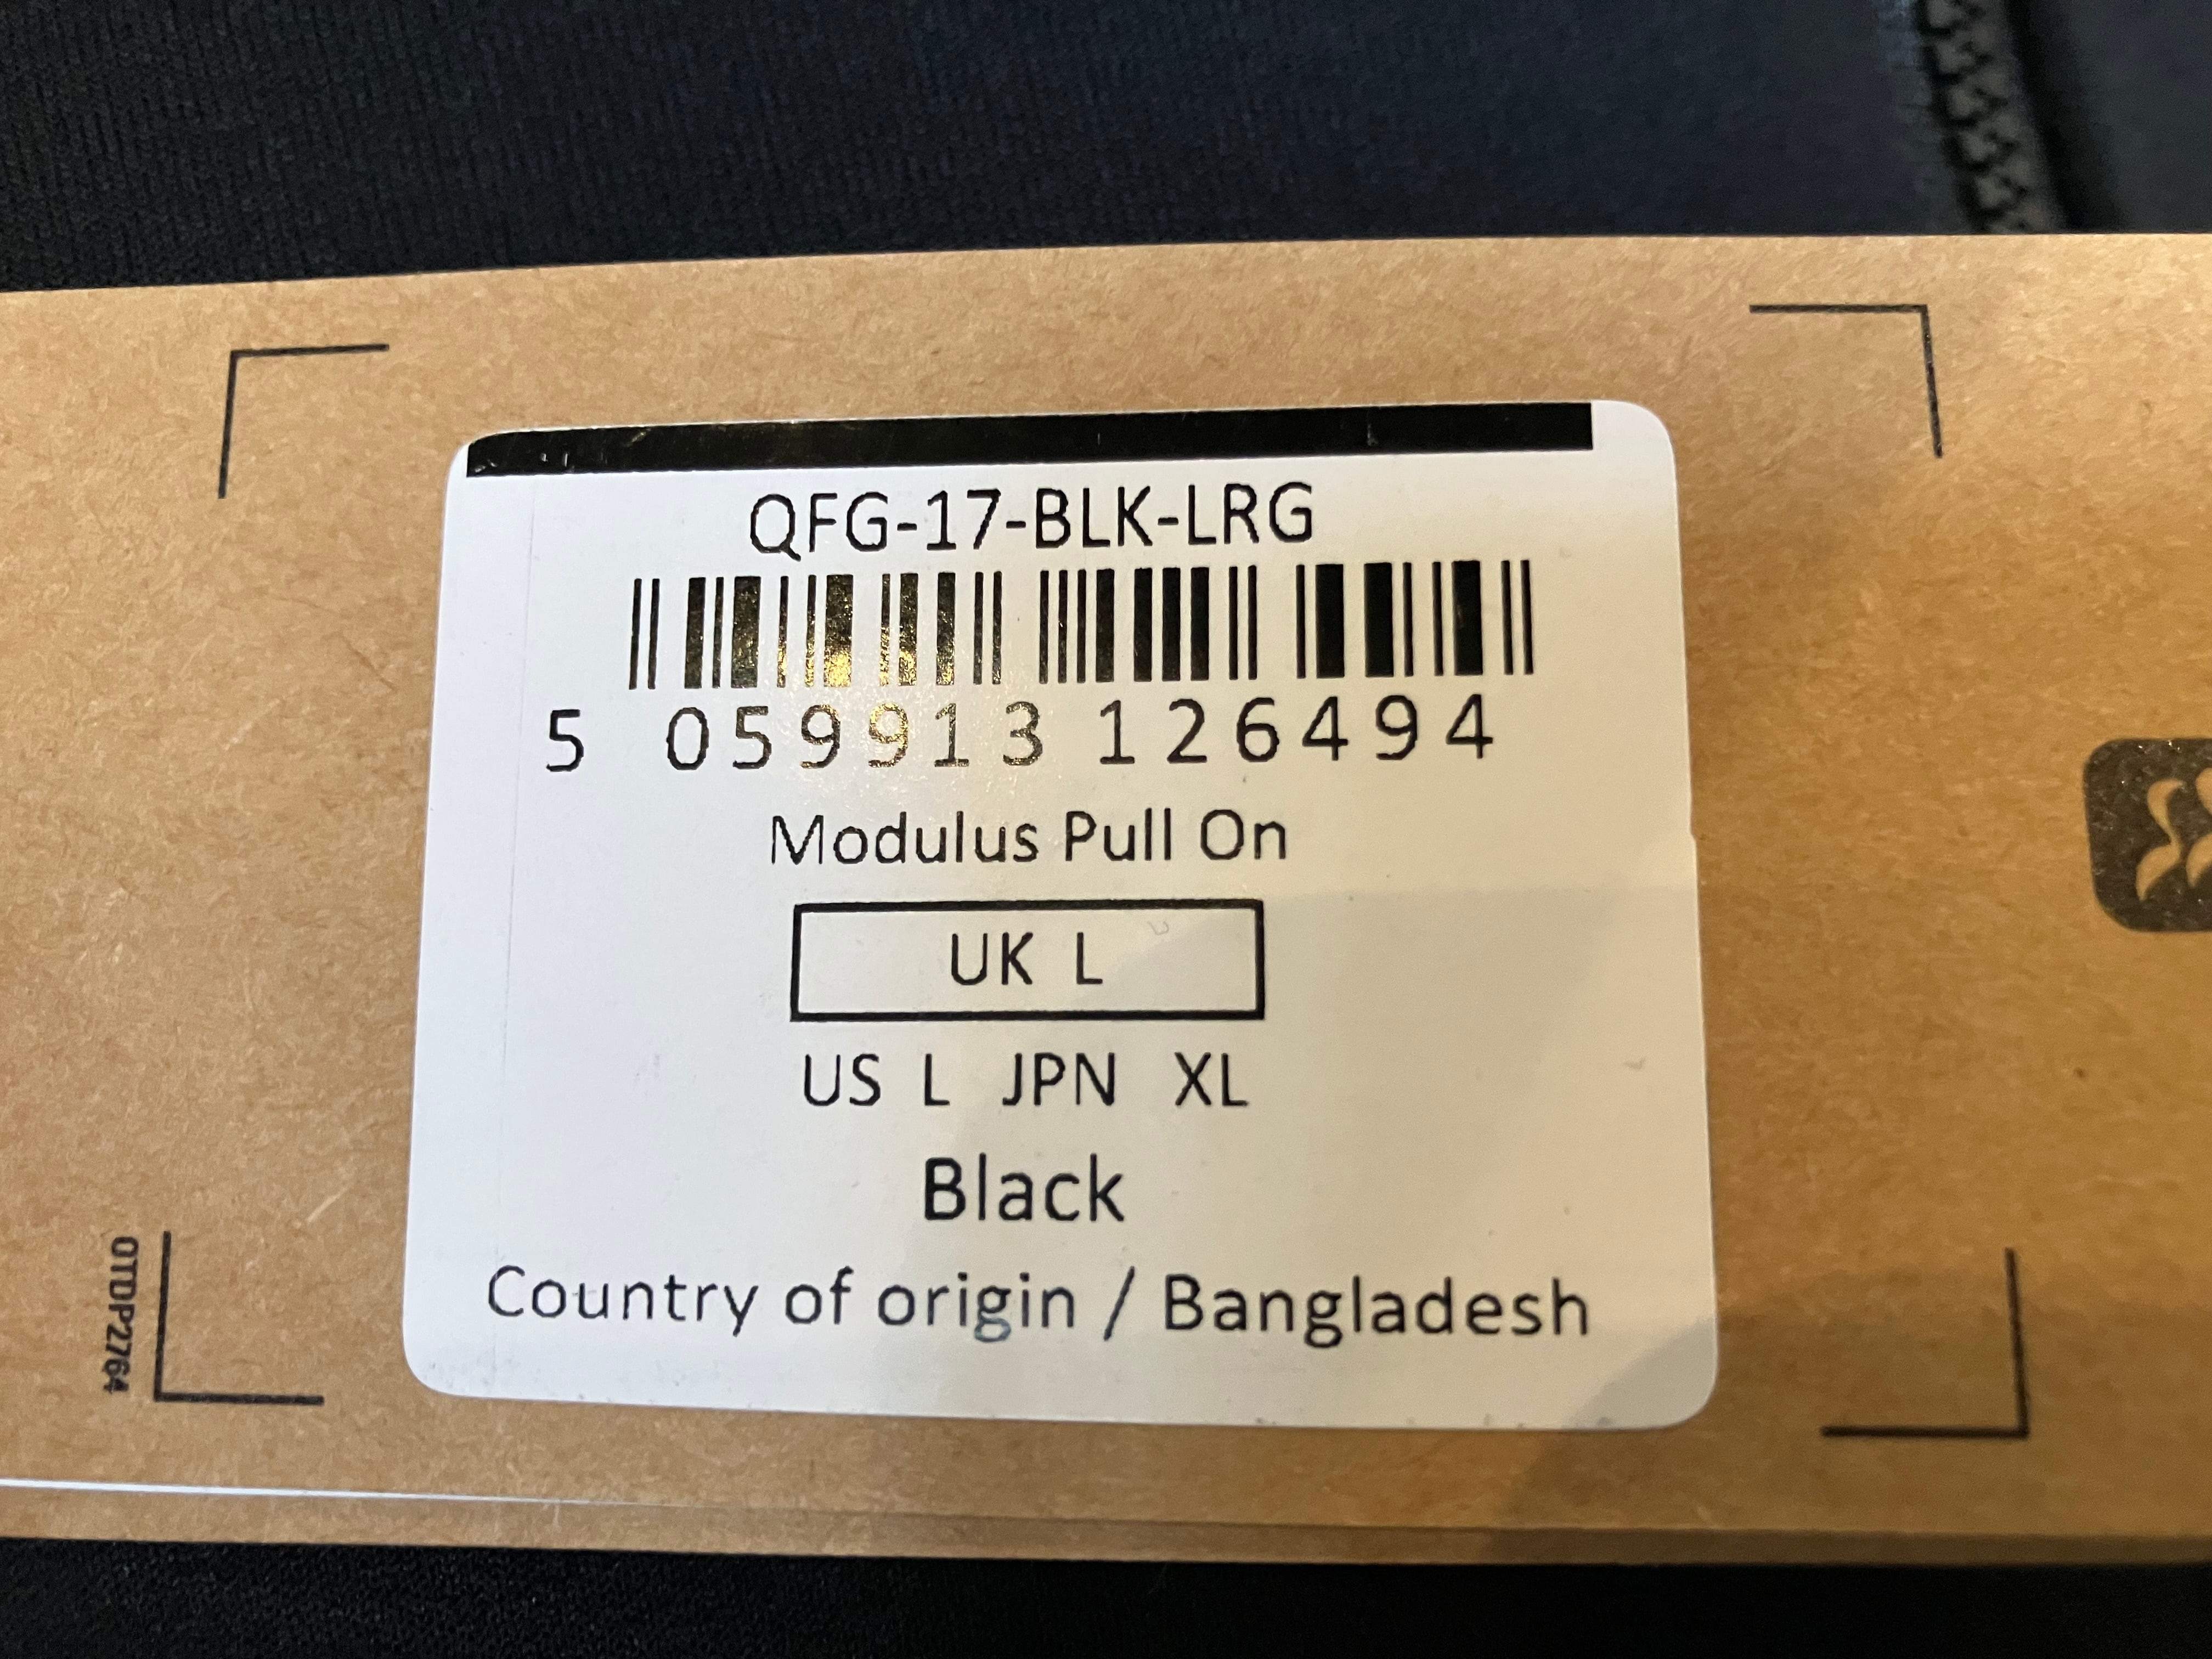 QFG-17-BLK-LRG
5 059913 126494
Modulus Pull On
UK L
US L JPN XL
Black
Country of origin / Bangladesh
OTDP2764